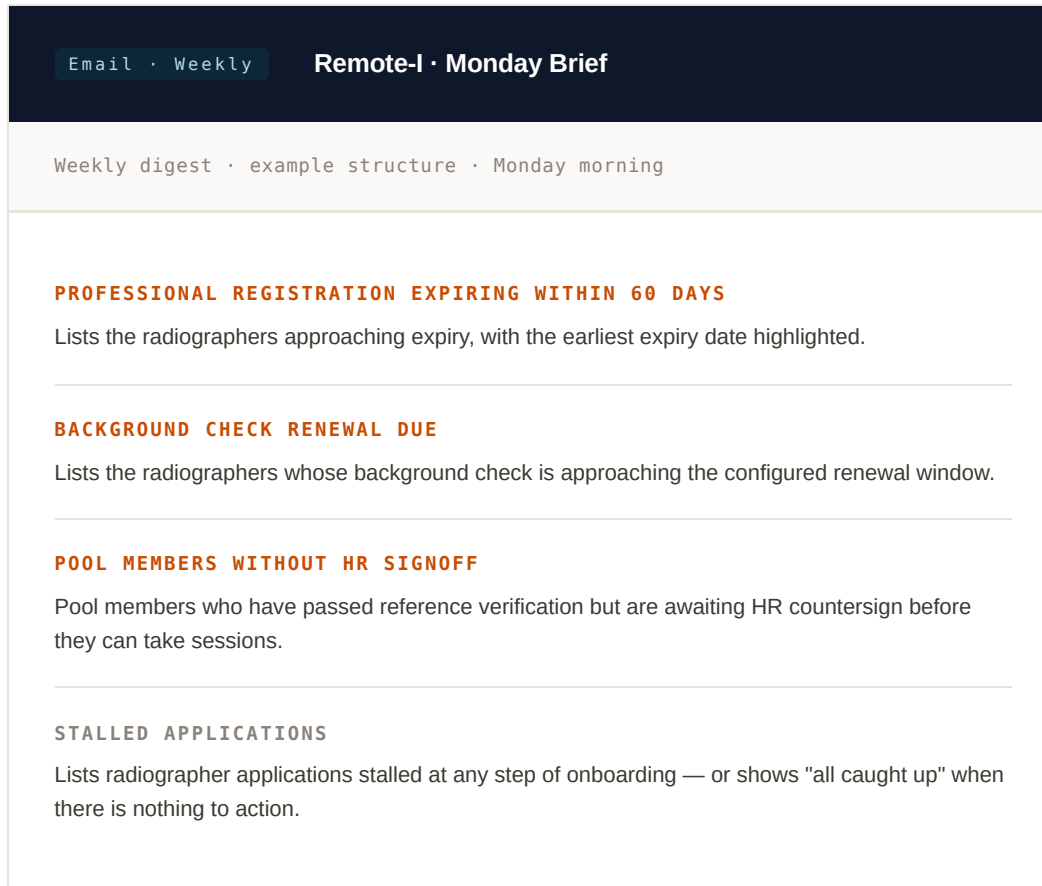 Email · Weekly
Remote-I · Monday Brief
Weekly digest · example structure · Monday morning
PROFESSIONAL REGISTRATION EXPIRING WITHIN 60 DAYS
Lists the radiographers approaching expiry, with the earliest expiry date highlighted.
BACKGROUND CHECK RENEWAL DUE
Lists the radiographers whose background check is approaching the configured renewal window.
POOL MEMBERS WITHOUT HR SIGNOFF
Pool members who have passed reference verification but are awaiting HR countersign before
they can take sessions.
STALLED APPLICATIONS
Lists radiographer applications stalled at any step of onboarding — or shows "all caught up" when
there is nothing to action.